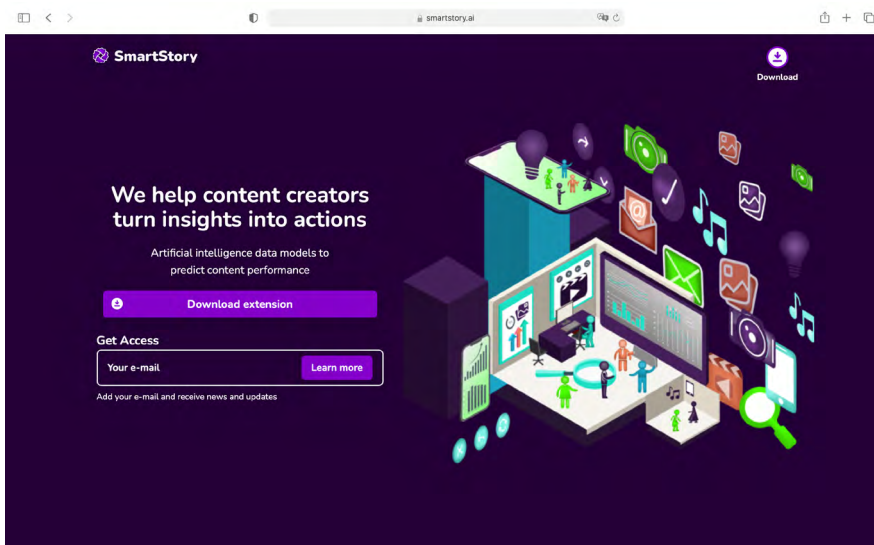 smartstory.ai
SmartStory
Download
We help content creators
turn insights into actions
Artificial intelligence data models to
predict content performance
Download extension
Get Access
Your e-mail
Learn more
Add your e-mail and receive news and updates
@